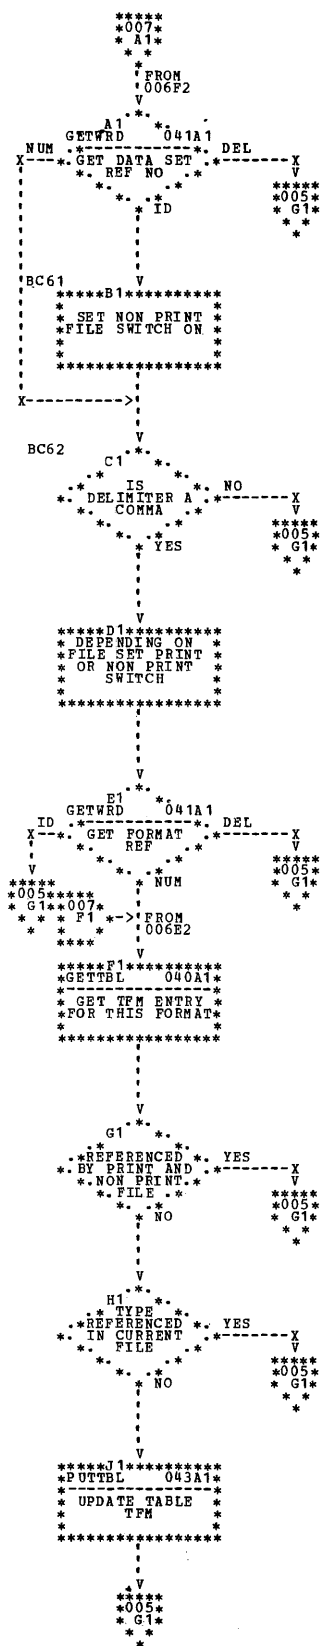 007
A1
FROM
006F2
A1
GETWRD 041A1
NUM DEL
GET DATA SET
REF NO
005
G1
ID
BC61
B1
SET NON PRINT
FILE SWITCH ON
BC62
C1
IS
DELIMITER A
COMMA
NO
005
G1
YES
D1
DEPENDING ON
FILE SET PRINT
OR NON PRINT
SWITCH
E1
GETWRD 041A1
ID DEL
GET FORMAT
REF
005
G1
NUM
005
G1
007
F1
FROM
006E2
F1
GETTBL 040A1
GET TFM ENTRY
FOR THIS FORMAT
G1
REFERENCED
BY PRINT AND
NON PRINT
FILE
YES
005
G1
NO
H1
TYPE
REFERENCED
IN CURRENT
FILE
YES
005
G1
NO
J1
PUTTBL 043A1
UPDATE TABLE
TFM
005
G1